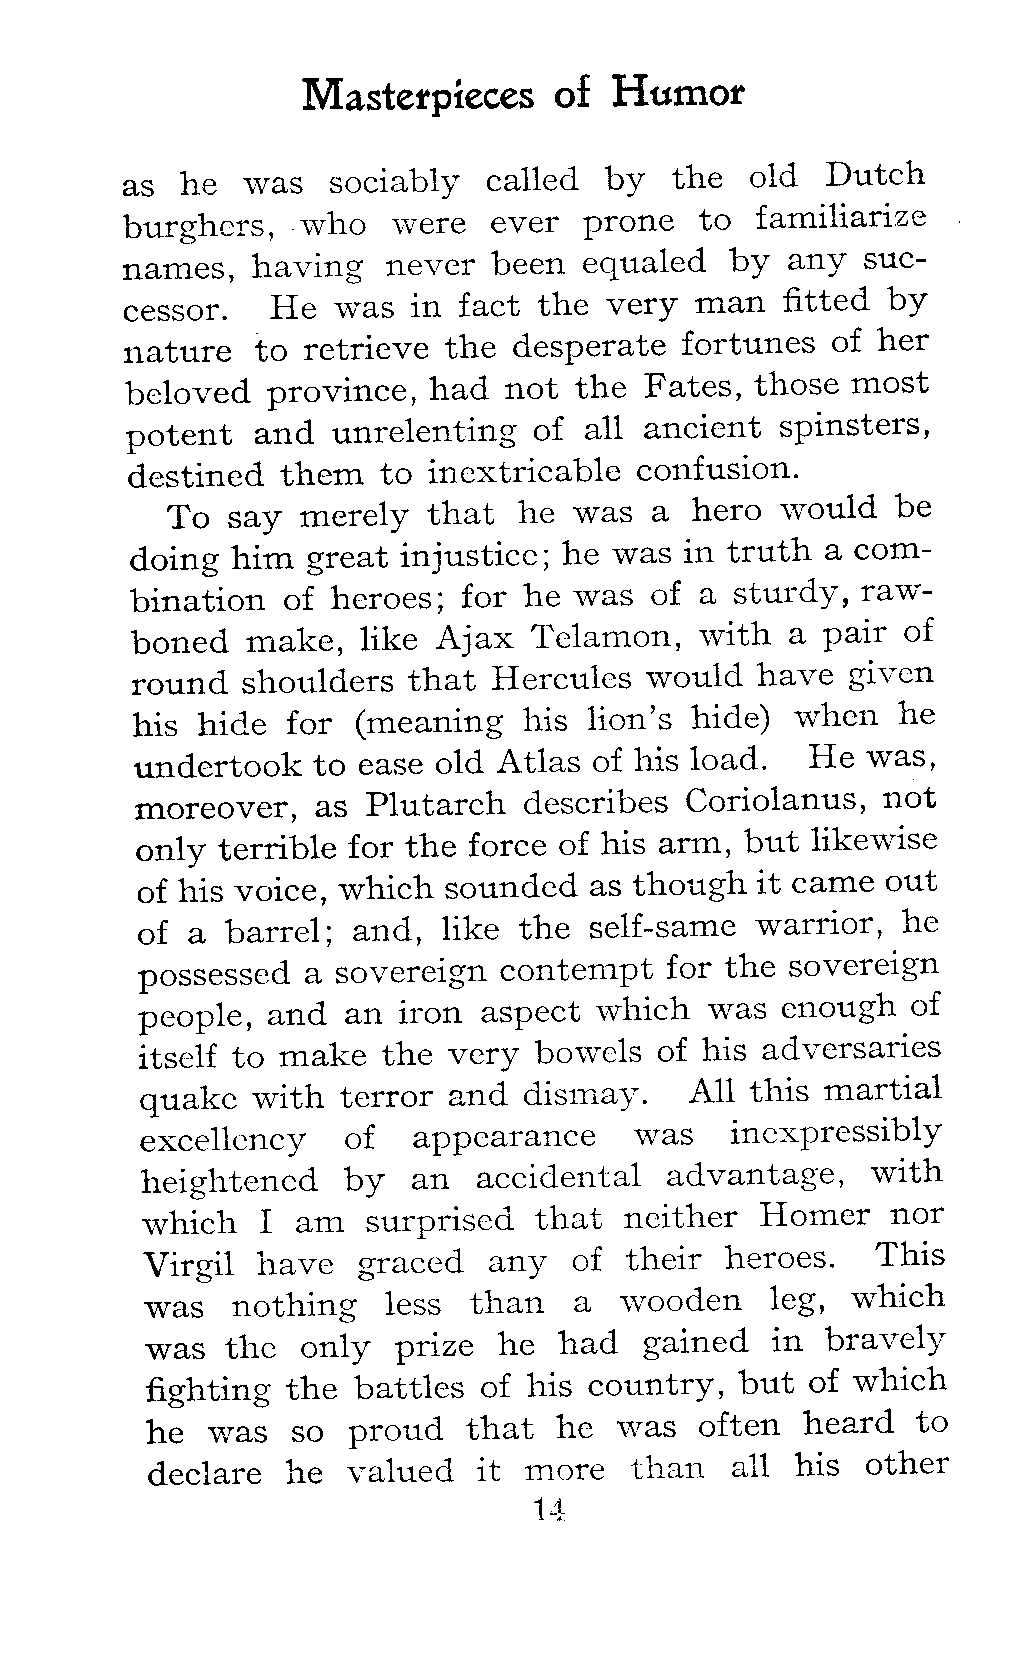 Masterpieces of Humor
as he was sociably called by the old Dutch
burghers, who were ever prone to familiarize
names, having never been equaled by any suc-
cessor. He was in fact the very man fitted by
nature to retrieve the desperate fortunes of her
beloved province, had not the Fates, those most
potent and unrelenting of all ancient spinsters,
destined them to inextricable confusion.
To say merely that he was a hero would be
doing him great injustice; he was in truth a com-
bination of heroes; for he was of a sturdy, raw-
boned make, like Ajax Telamon, with a pair of
round shoulders that Hercules would have given
his hide for (meaning his lion's hide) when he
undertook to ease old Atlas of his load. He was,
moreover, as Plutarch describes Coriolanus, not
only terrible for the force of his arm, but likewise
of his voice, which sounded as though it came out
of a barrel; and, like the self-same warrior, he
possessed a sovereign contempt for the sovereign
people, and an iron aspect which was enough of
itself to make the very bowels of his adversaries
quake with terror and dismay. All this martial
excellency of appearance was inexpressibly
heightened by an accidental advantage, with
which I am surprised that neither Homer nor
Virgil have graced any of their heroes. This
was nothing less than a wooden leg, which
was the only prize he had gained in bravely
fighting the battles of his country, but of which
he was so proud that he was often heard to
declare he valued it more than all his other
14